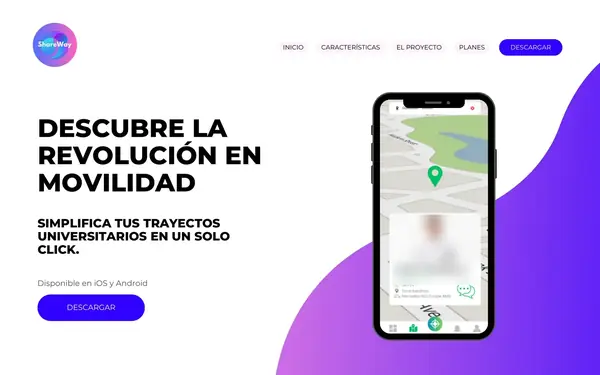 ShareWay
INICIO
CARACTERÍSTICAS
EL PROYECTO
PLANES
DESCARGAR
DESCUBRE LA
REVOLUCIÓN EN
MOVILIDAD
SIMPLIFICA TUS TRAYECTOS
UNIVERSITARIOS EN UN SOLO
CLICK.
Disponible en iOS y Android
DESCARGAR